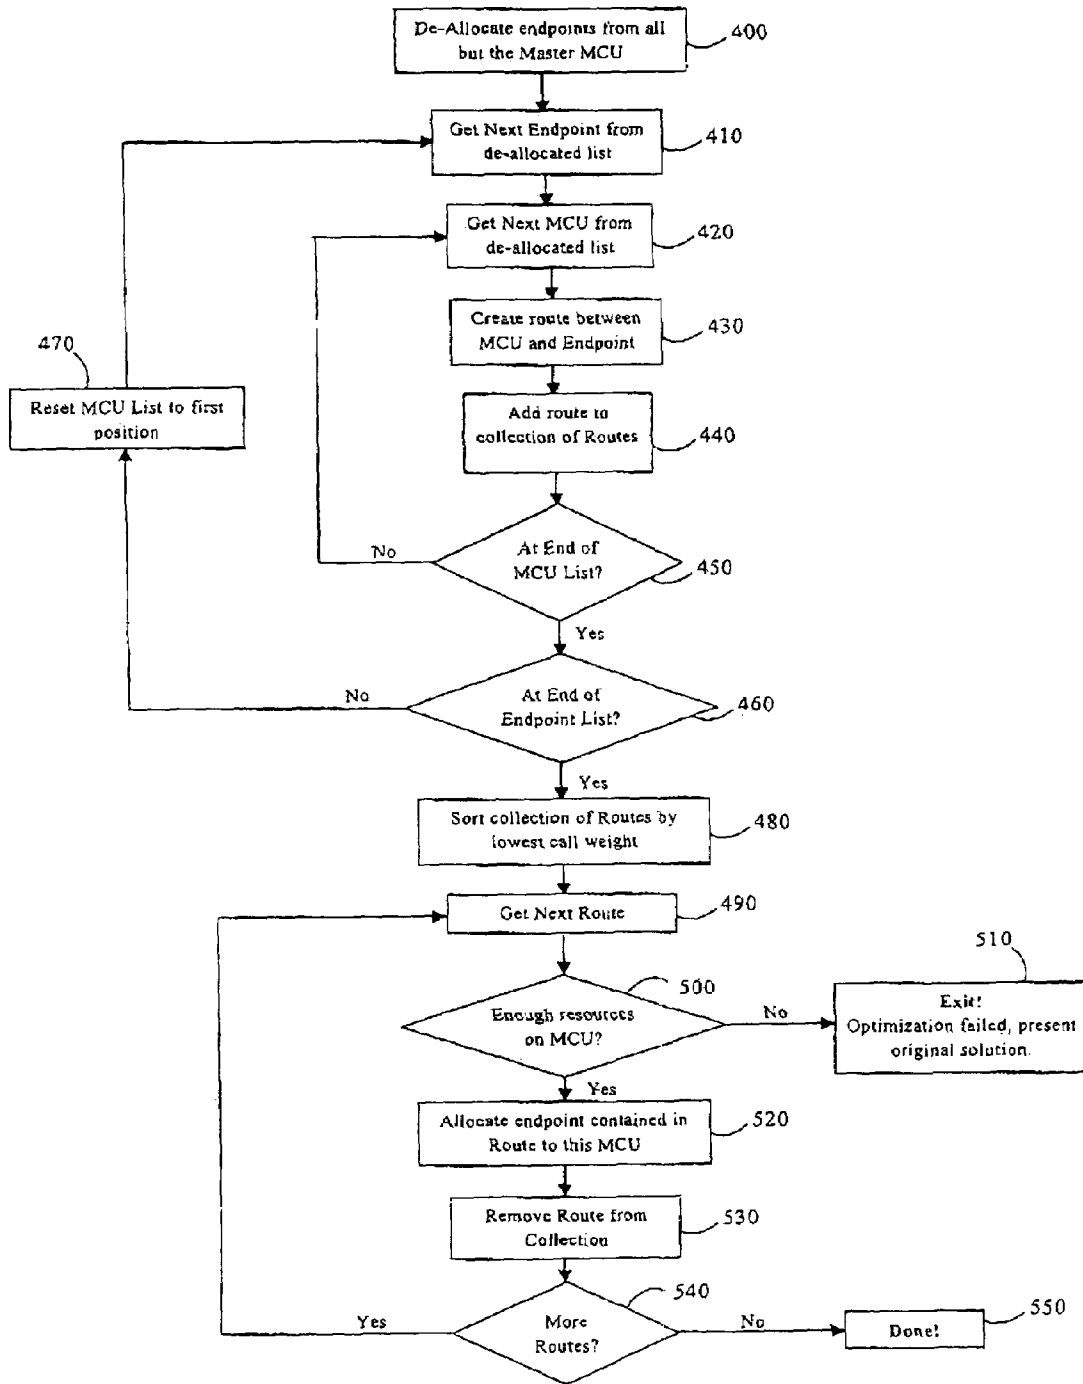 De-Allocate endpoints from all
but the Master MCU
400
Get Next Endpoint from
de-allocated list
410
Get Next MCU from
de-allocated list
420
Create route between
MCU and Endpoint
430
470
Reset MCU List to first
position
Add route to
collection of Routes
440
No
At End of
MCU List?
450
Yes
No
At End of
Endpoint List?
460
Yes
Sort collection of Routes by
lowest call weight
480
Get Next Route
490
510
500
Enough resources
on MCU?
No
Exit!
Optimization failed, present
original solution.
Yes
Allocate endpoint contained in
Route to this MCU
520
Remove Route from
Collection
530
540
Yes
More
Routes?
No
550
Done!